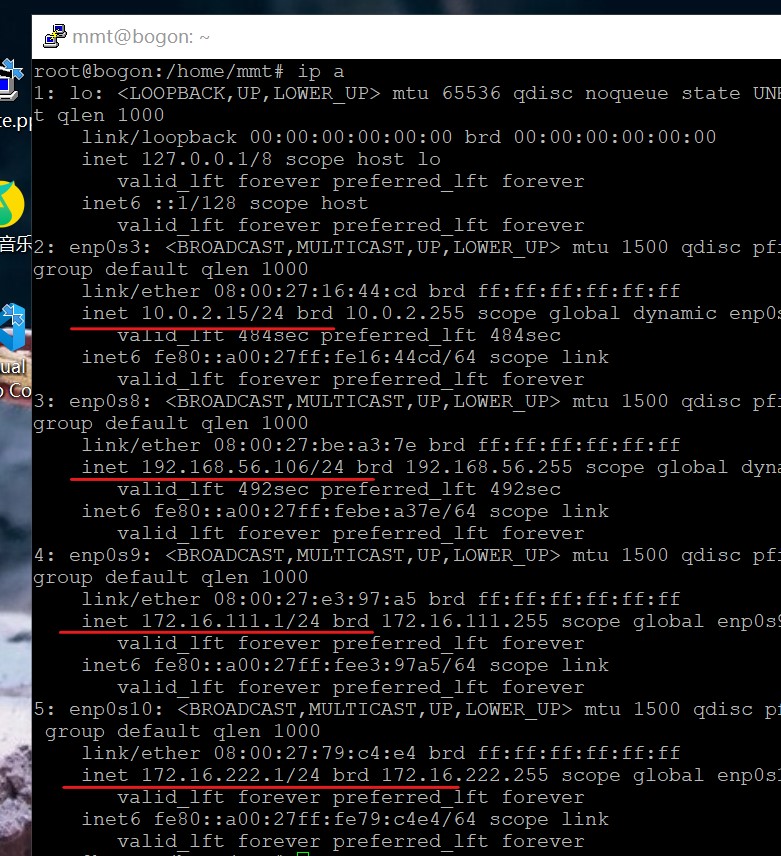 mmt@bogon: ~
root@bogon:/home/mmt# ip a
1: lo: <LOOPBACK,UP,LOWER_UP> mtu 65536 qdisc noqueue state UN
t qlen 1000
link/loopback 00:00:00:00:00:00 brd 00:00:00:00:00:00
inet 127.0.0.1/8 scope host lo
valid_lft forever preferred_lft forever
inet6 ::1/128 scope host
valid_lft forever preferred_lft forever
2: enp0s3: <BROADCAST,MULTICAST,UP,LOWER_UP> mtu 1500 qdisc pf
group default qlen 1000
link/ether 08:00:27:16:44:cd brd ff:ff:ff:ff:ff:ff
inet 10.0.2.15/24 brd 10.0.2.255 scope global dynamic enp0s
valid_lft 484sec preferred_lft 484sec
inet6 fe80::a00:27ff:fe16:44cd/64 scope link
valid_lft forever preferred_lft forever
3: enp0s8: <BROADCAST,MULTICAST,UP,LOWER_UP> mtu 1500 qdisc pf
group default qlen 1000
link/ether 08:00:27:be:a3:7e brd ff:ff:ff:ff:ff:ff
inet 192.168.56.106/24 brd 192.168.56.255 scope global dyna
valid_lft 492sec preferred_lft 492sec
inet6 fe80::a00:27ff:febe:a37e/64 scope link
valid_lft forever preferred_lft forever
4: enp0s9: <BROADCAST,MULTICAST,UP,LOWER_UP> mtu 1500 qdisc pf
group default qlen 1000
link/ether 08:00:27:e3:97:a5 brd ff:ff:ff:ff:ff:ff
inet 172.16.111.1/24 brd 172.16.111.255 scope global enp0s9
valid_lft forever preferred_lft forever
inet6 fe80::a00:27ff:fee3:97a5/64 scope link
valid_lft forever preferred_lft forever
5: enp0s10: <BROADCAST,MULTICAST,UP,LOWER_UP> mtu 1500 qdisc pf
group default qlen 1000
link/ether 08:00:27:79:c4:e4 brd ff:ff:ff:ff:ff:ff
inet 172.16.222.1/24 brd 172.16.222.255 scope global enp0s
valid_lft forever preferred_lft forever
inet6 fe80::a00:27ff:fe79:c4e4/64 scope link
valid_lft forever preferred_lft forever
te.pp
音乐
ual
o Co